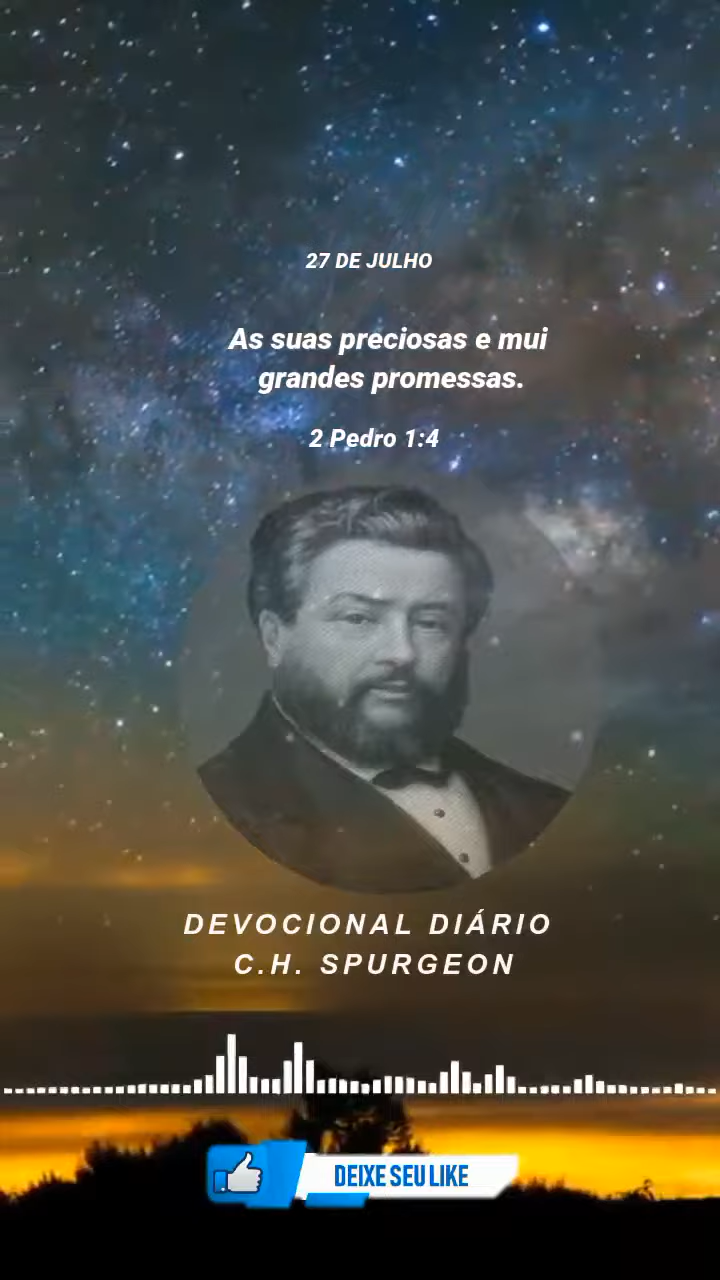 27 DE JULHO
As suas preciosas e mui
grandes promessas.
2 Pedro 1:4
DEVOCIONAL DIÁRIO
C.H. SPURGEON
DEIXE SEU LIKE